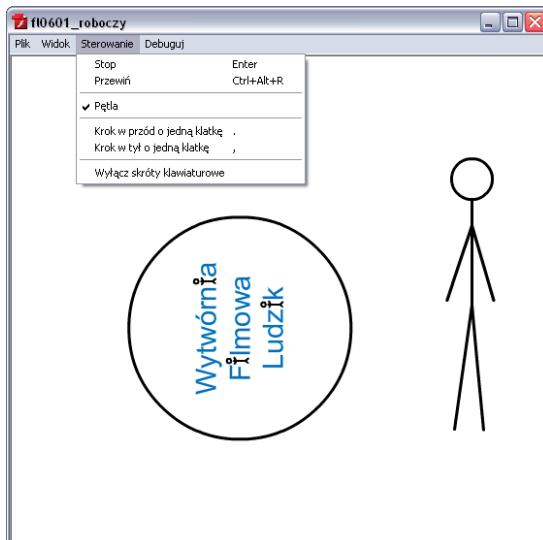 fl0601_roboczy
Plik Widok Sterowanie Debuguj
Stop Enter
Przewiń Ctrl+Alt+R
Pętla
Krok w przód o jedną klatkę .
Krok w tył o jedną klatkę ,
Wyłącz skróty klawiaturowe
Wytwórnia
Filmowa
Ludzik